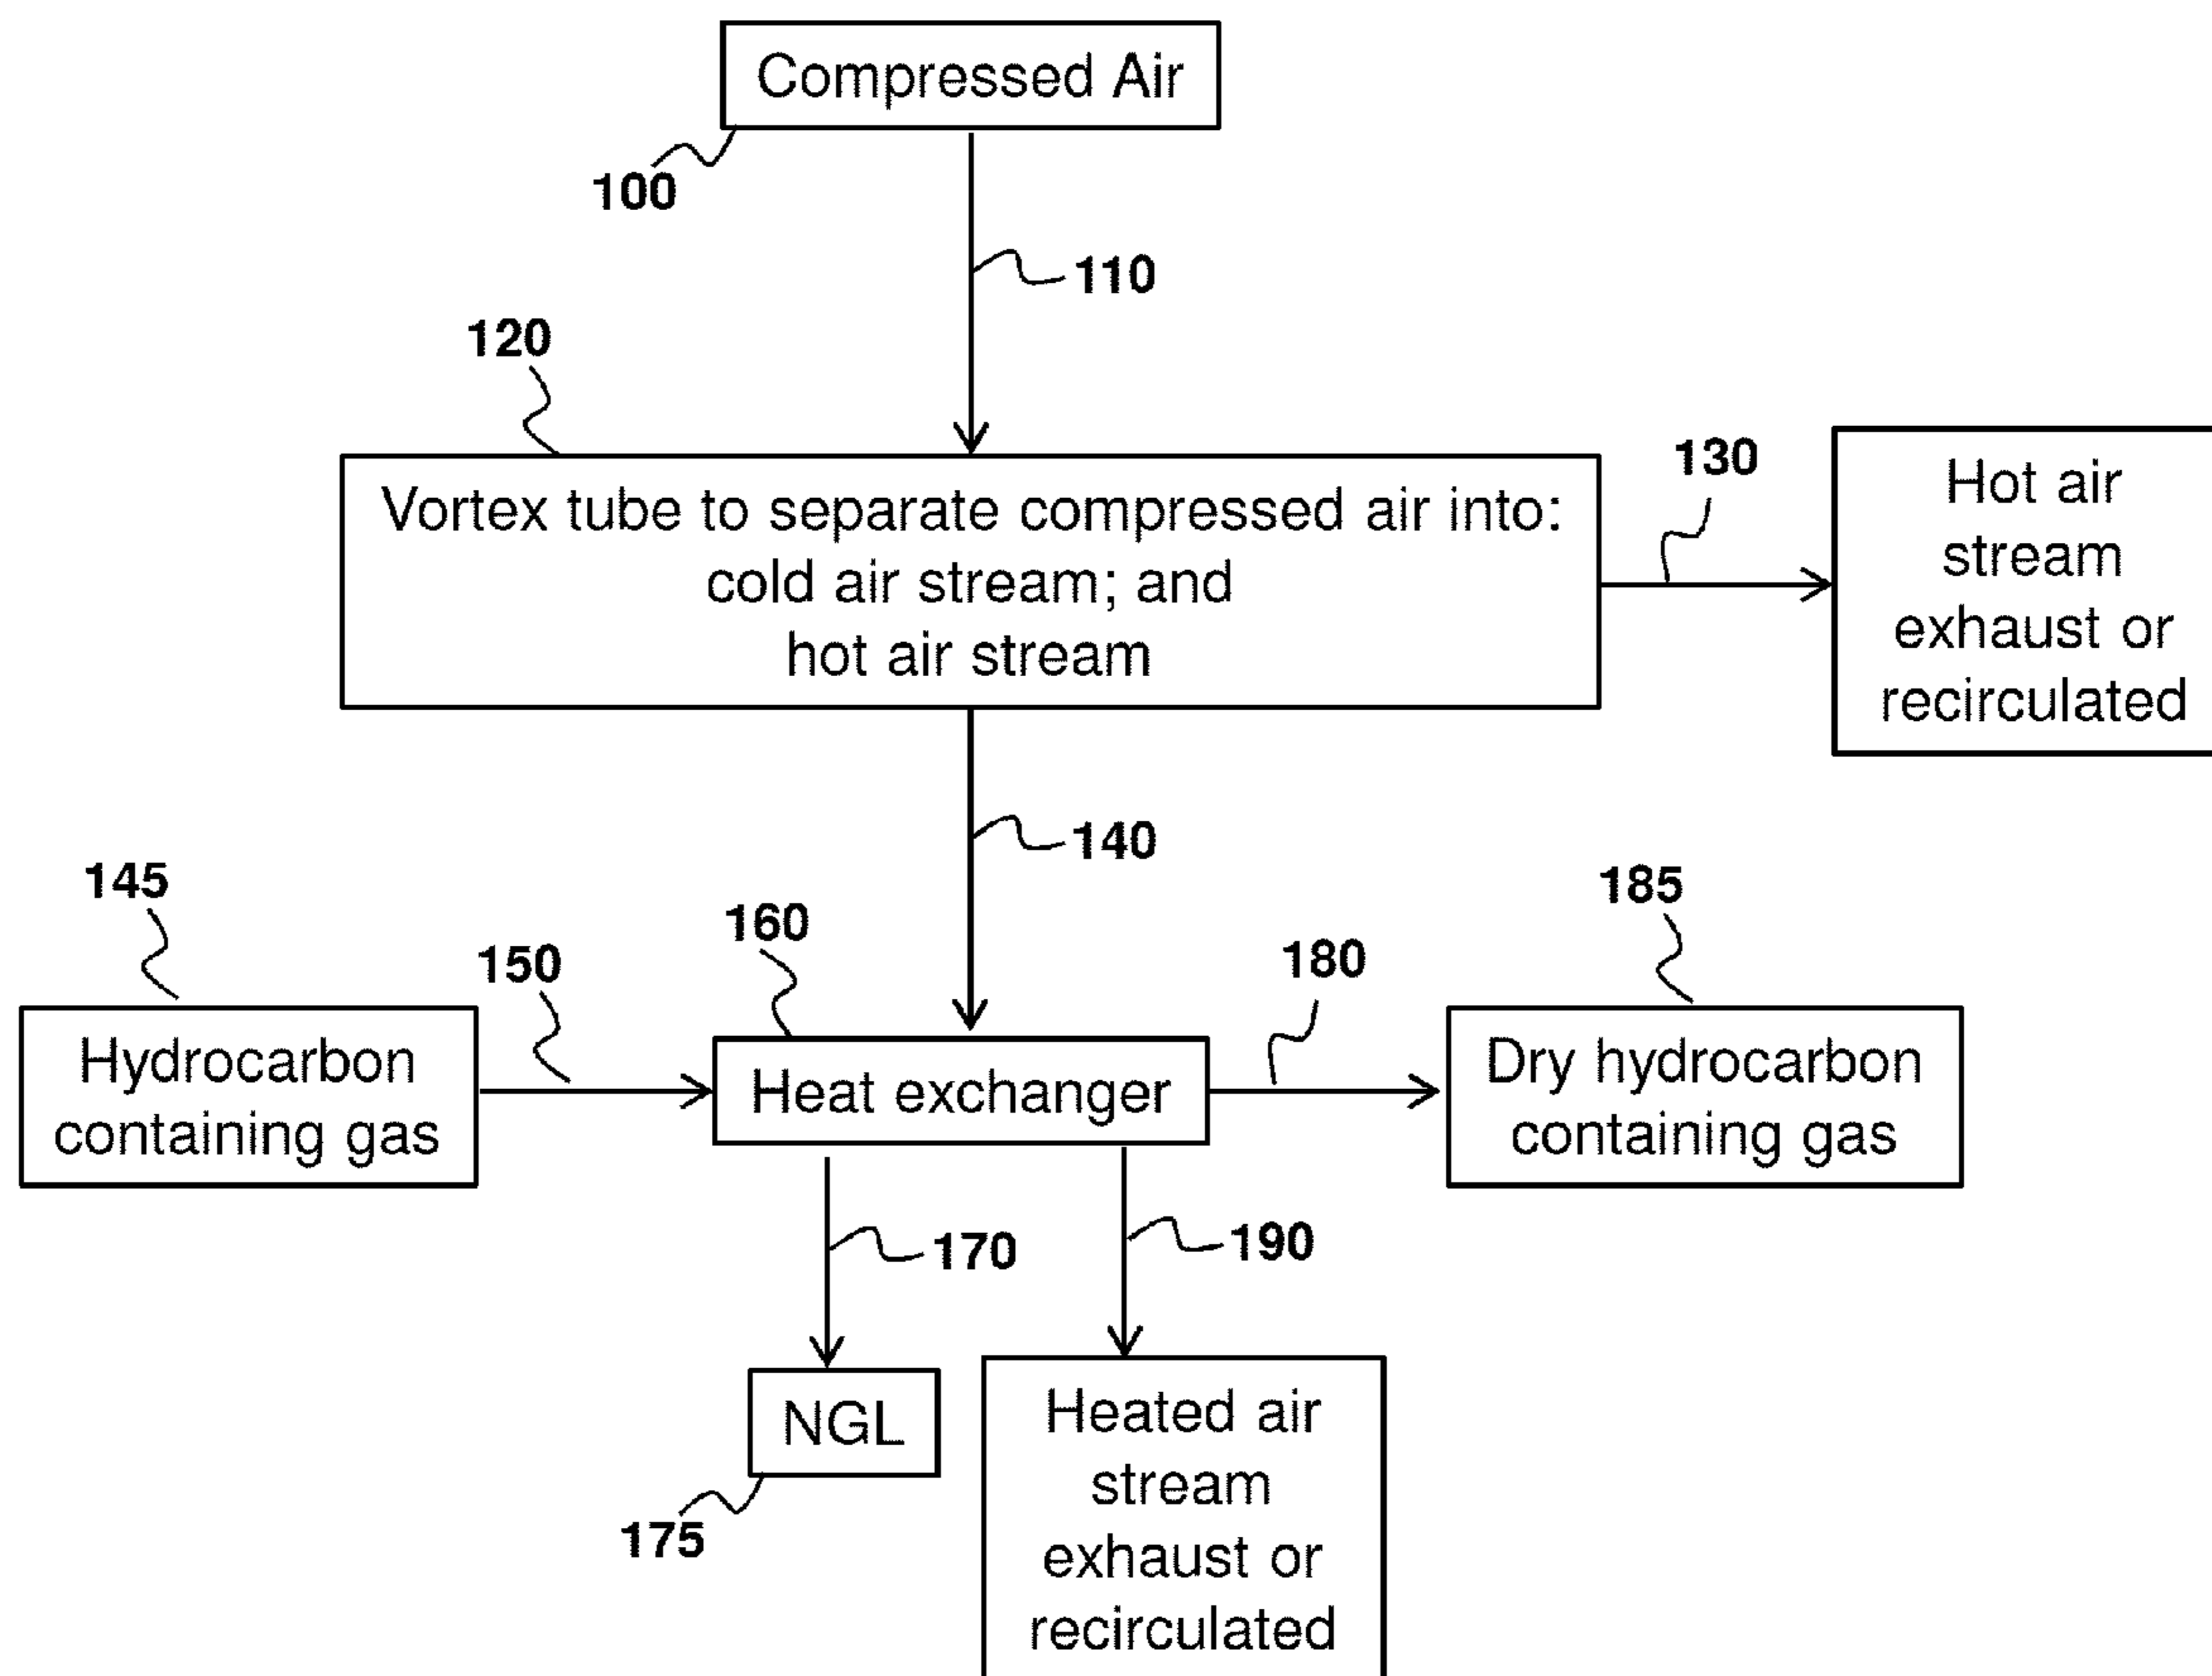 Compressed Air
100
110
120
Vortex tube to separate compressed air into:
cold air stream; and
hot air stream
130
Hot air
stream
exhaust or
recirculated
140
145
150
160
180
185
Hydrocarbon
containing gas
Heat exchanger
Dry hydrocarbon
containing gas
170
190
NGL
175
Heated air
stream
exhaust or
recirculated